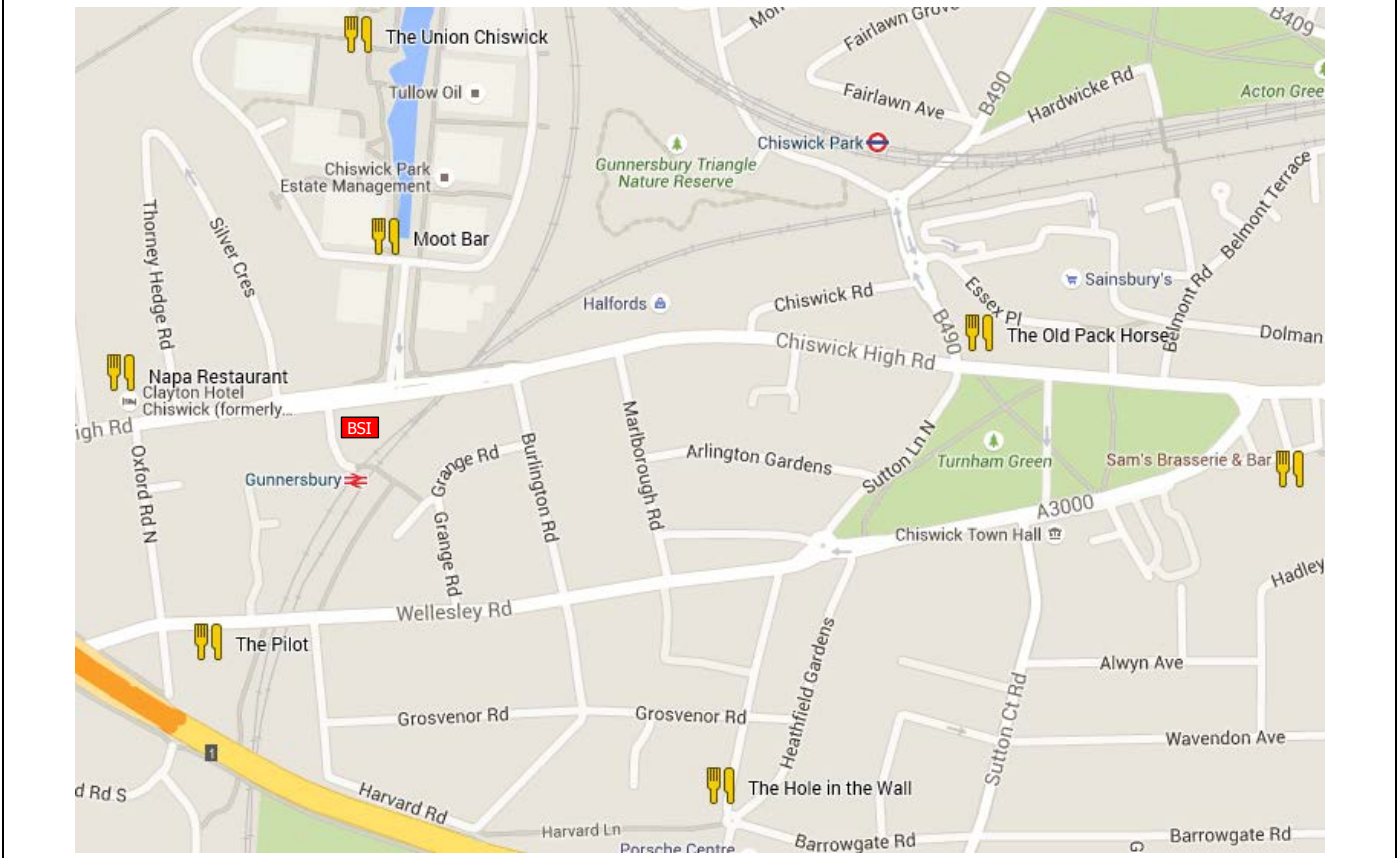 The Union Chiswick
Mon
Fairlawn Grove
B409
Tullow Oil
Fairlawn Ave
B490
Hardwicke Rd
Acton Gree
Chiswick Park
Chiswick Park
Estate Management
Gunnersbury Triangle
Nature Reserve
Belmont Terrace
Thorney Hedge Rd
Silver Cres
Moot Bar
Halfords
Chiswick Rd
Essex Pl
Sainsbury's
Belmont Rd
B490
The Old Pack Horse
Dolman
Chiswick High Rd
Napa Restaurant
Clayton Hotel
Chiswick (formerly...
igh Rd
BSI
Oxford Rd N
Gunnersbury
Grange Rd
Grange Rd
Burlington Rd
Marlborough Rd
Arlington Gardens
Sutton Ln N
Turnham Green
Sam's Brasserie & Bar
A3000
Chiswick Town Hall
Hadley
Wellesley Rd
The Pilot
Heathfield Gardens
Alwyn Ave
Grosvenor Rd
Grosvenor Rd
Sutton Ct Rd
Wavendon Ave
1
d Rd S
Harvard Rd
The Hole in the Wall
Harvard Ln
Porsche Centre
Barrowgate Rd
G
Barrowgate Rd